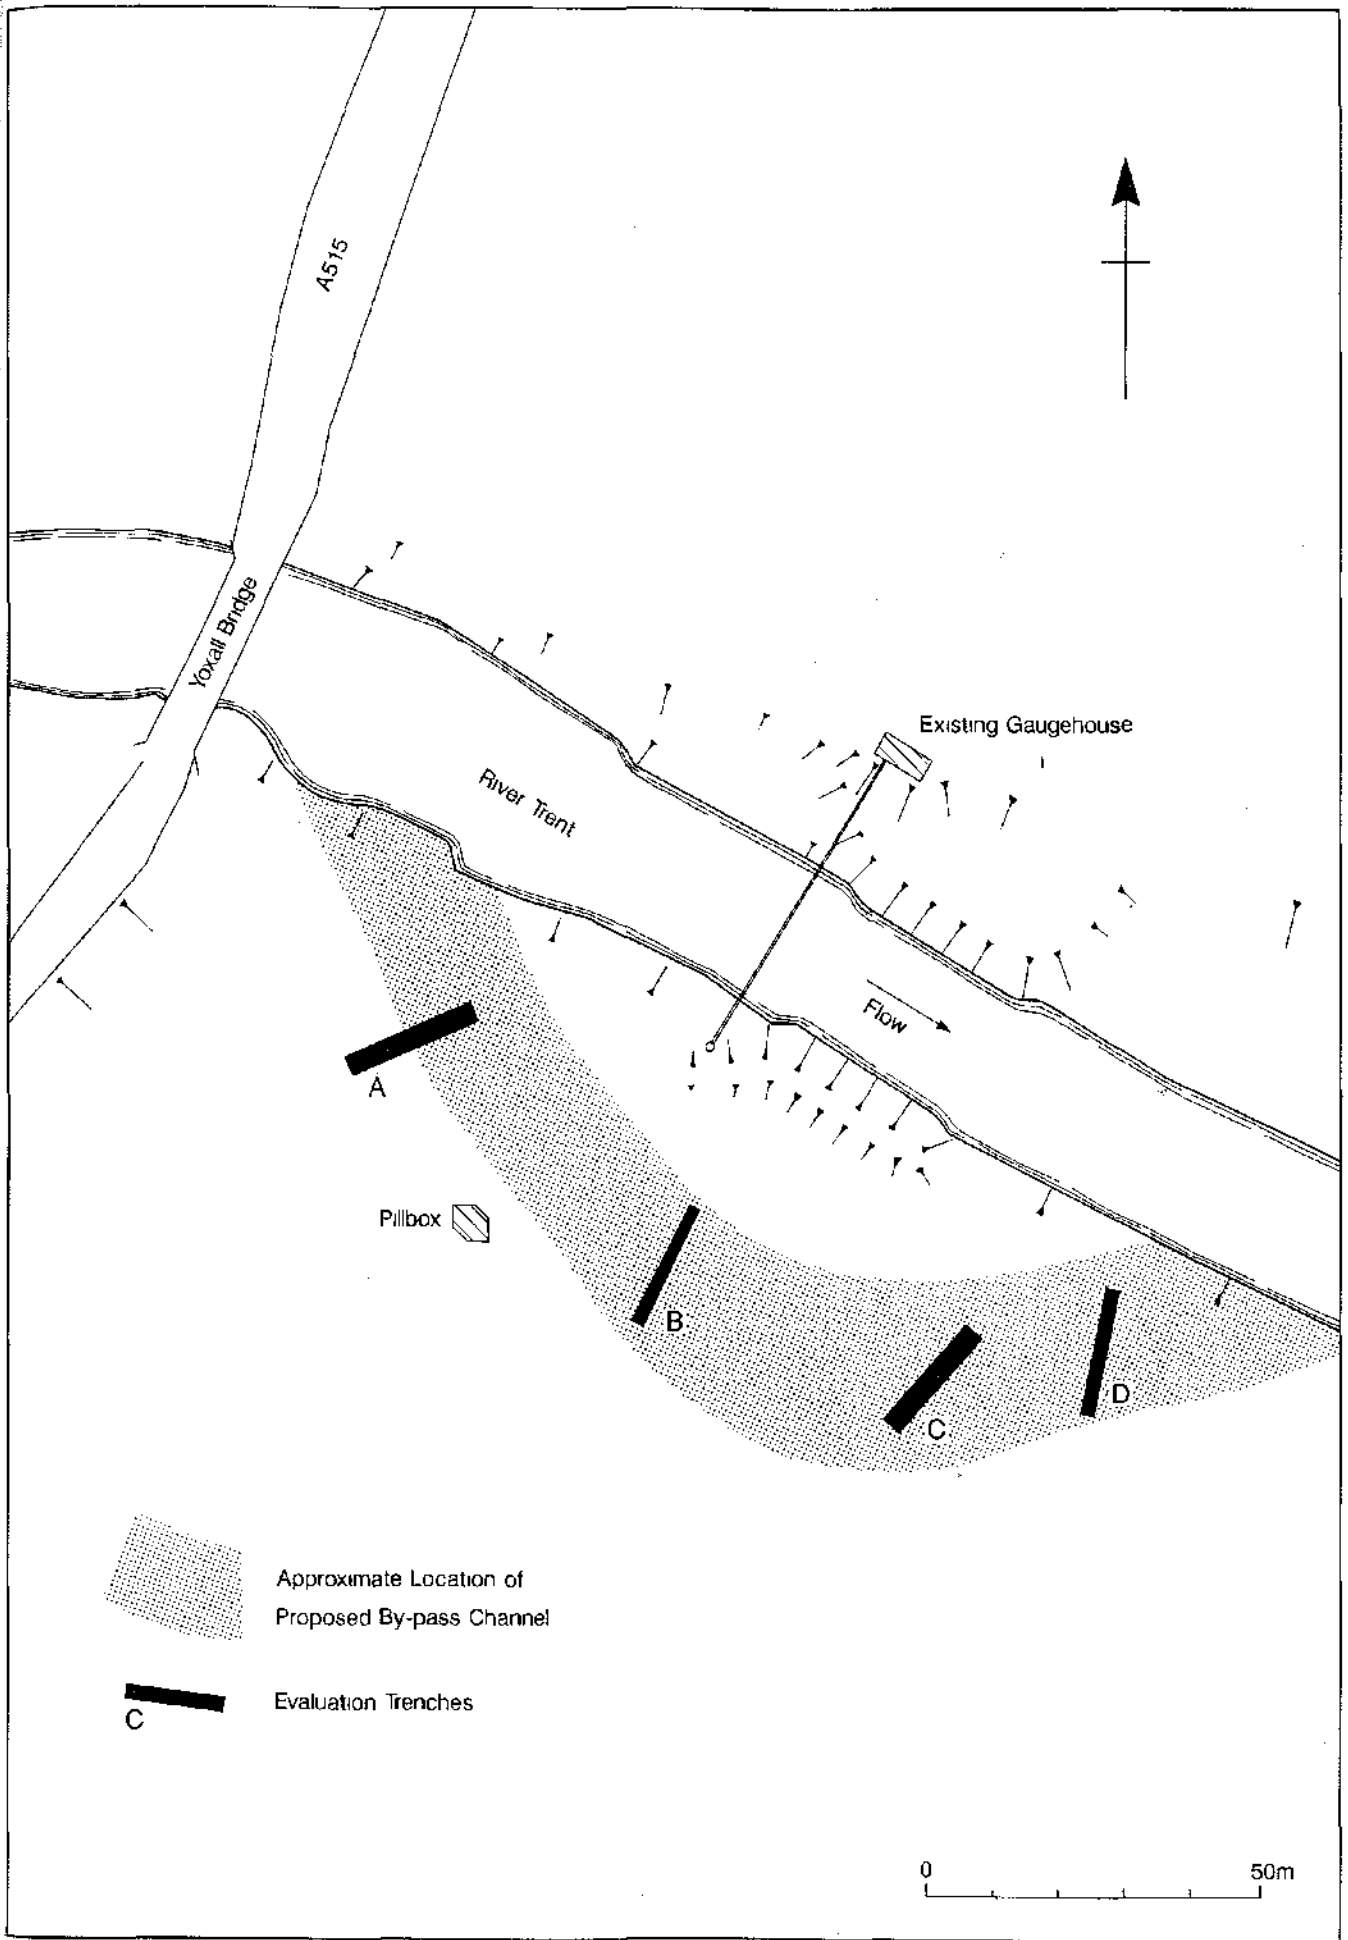 A515
Yoxall Bridge
Existing Gaugehouse
River Trent
Flow
A
Pillbox
B
C
D
Approximate Location of
Proposed By-pass Channel
Evaluation Trenches
C
0 50m